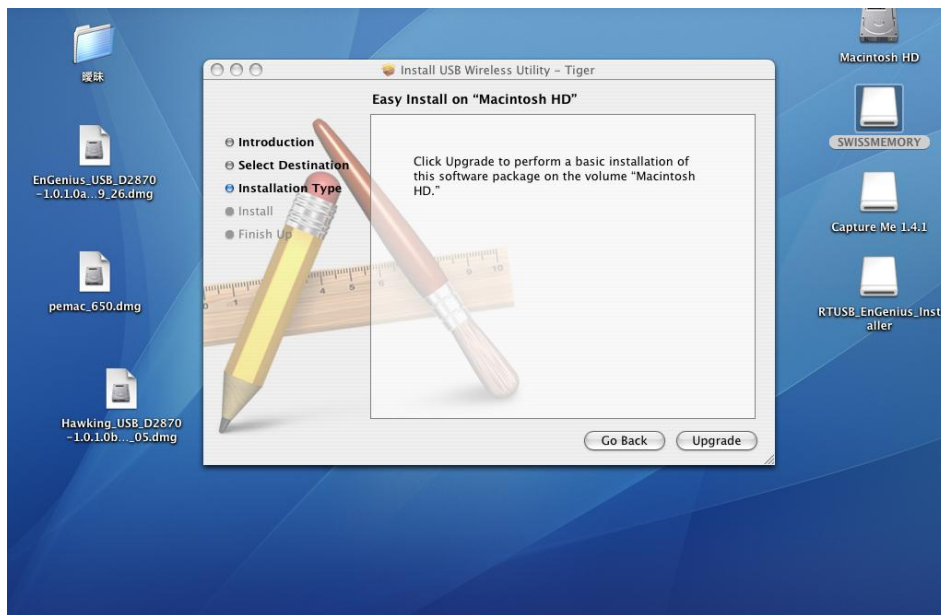 曖昧
EnGenius_USB_D2870
-1.0.1.0a...9_26.dmg
pemac_650.dmg
Hawking_USB_D2870
-1.0.1.0b..._05.dmg
Install USB Wireless Utility – Tiger
Easy Install on “Macintosh HD”
Introduction
Select Destination
Installation Type
Install
Finish Up
Click Upgrade to perform a basic installation of
this software package on the volume “Macintosh
HD.”
Go Back
Upgrade
Macintosh HD
SWISSMEMORY
Capture Me 1.4.1
RTUSB_EnGenius_Inst
aller